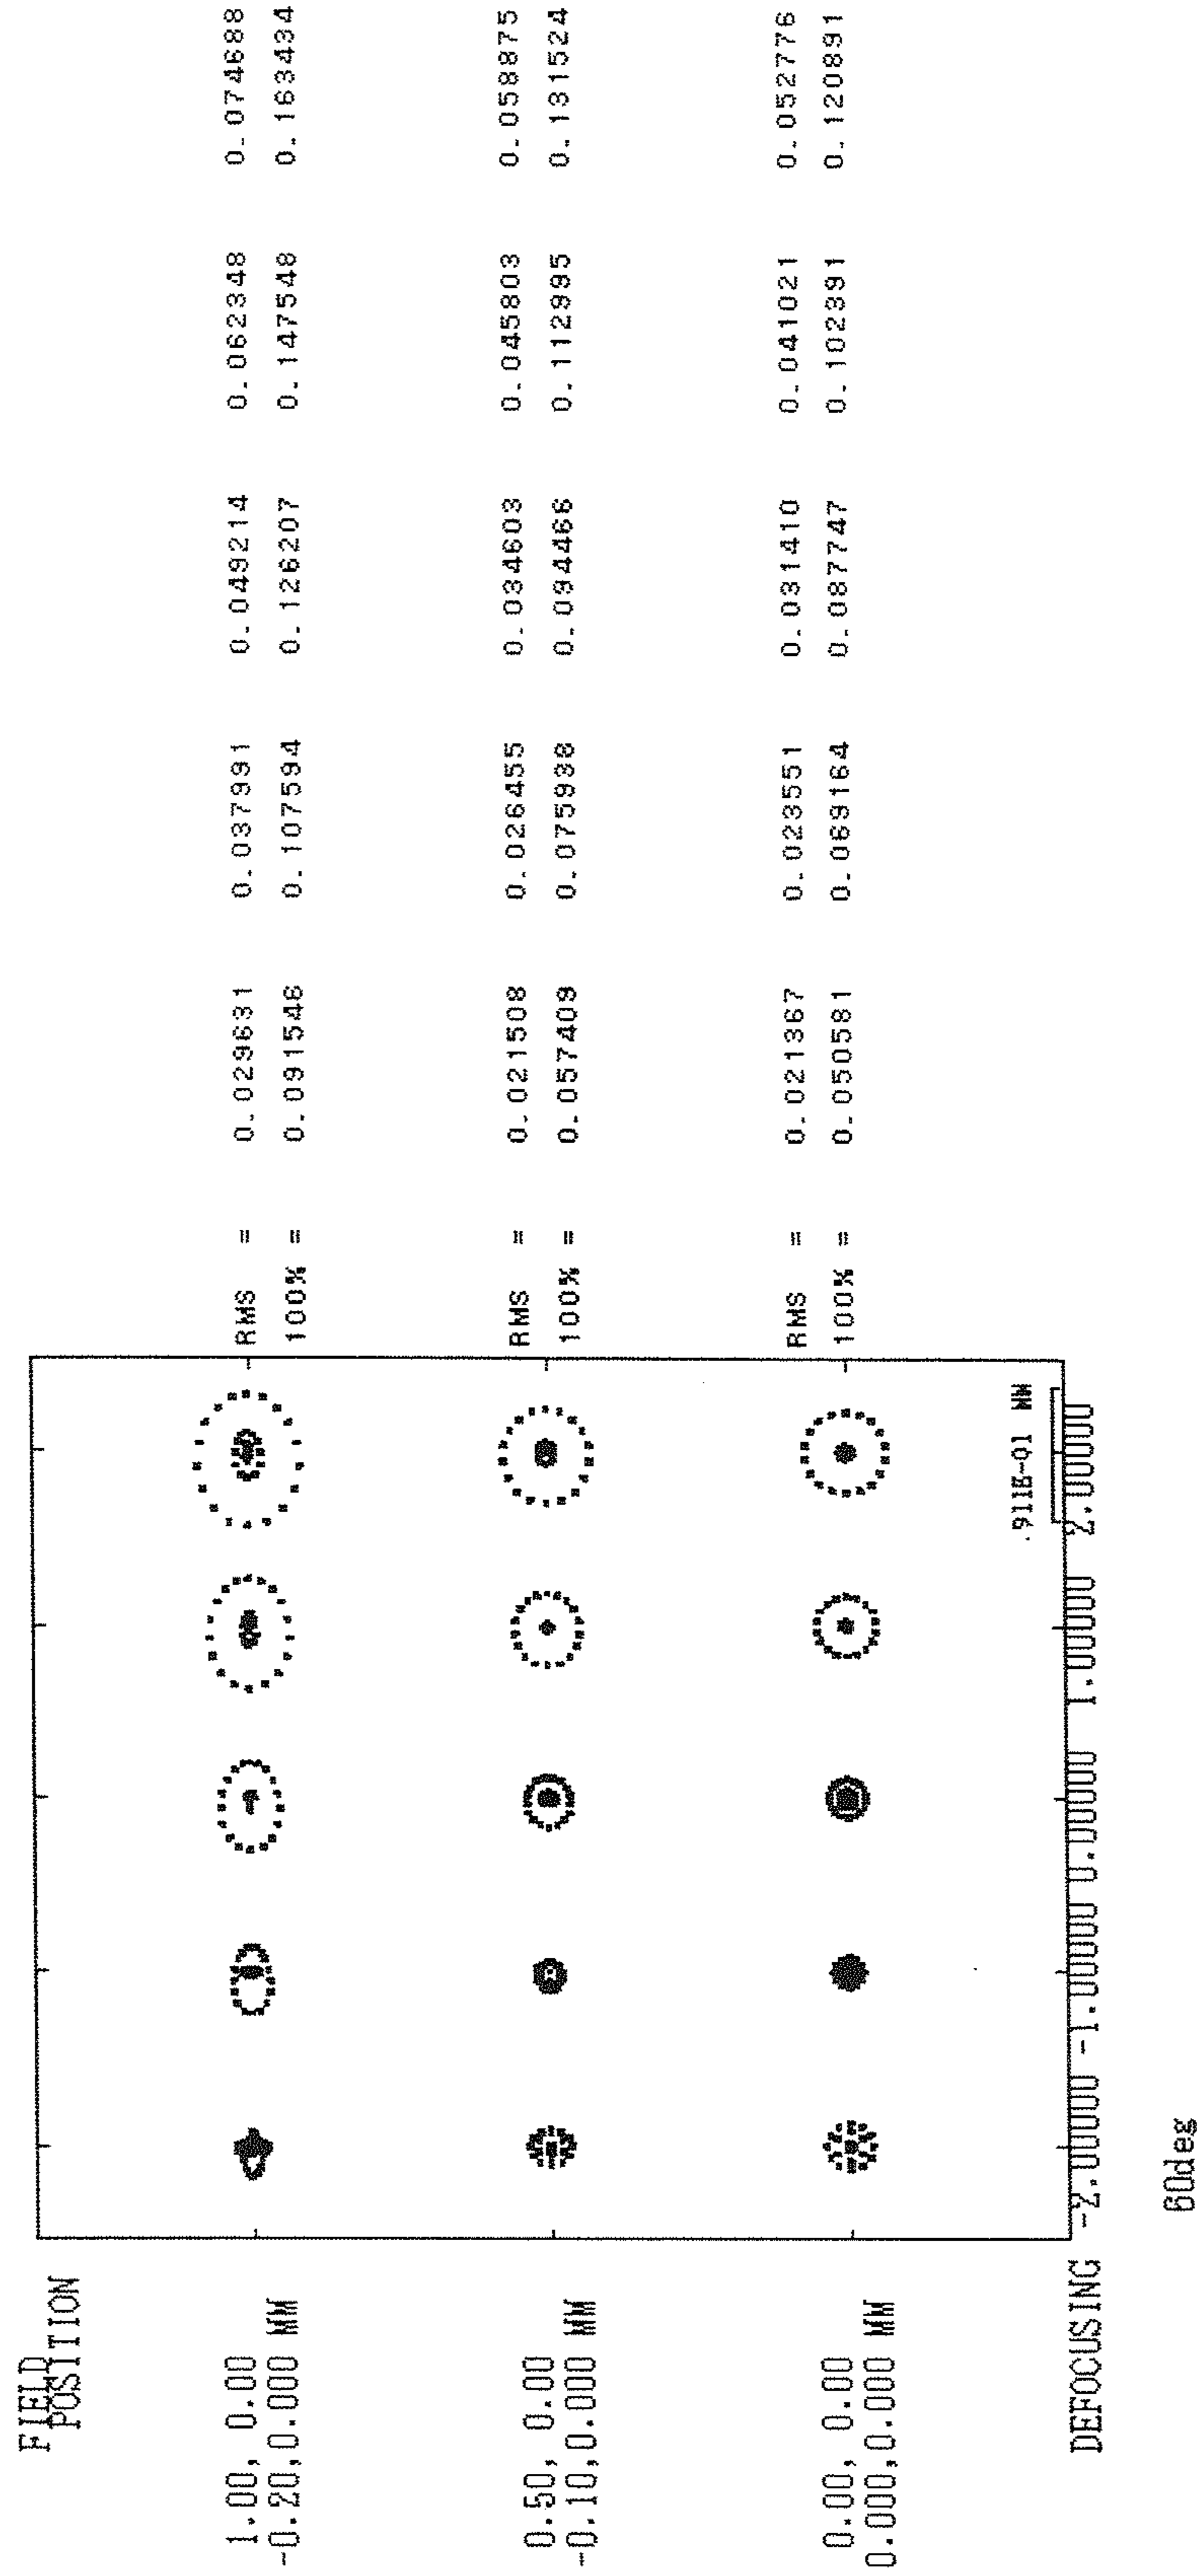 FIELD
POSITION
1.00, 0.00
-0.20,0.000 MM
RMS = 0.029631 0.037991 0.049214 0.062348 0.074688
100% = 0.091546 0.107594 0.126207 0.147548 0.163434
0.50, 0.00
-0.10,0.000 MM
RMS = 0.021508 0.026455 0.034603 0.045803 0.058875
100% = 0.057409 0.075938 0.094466 0.112995 0.131524
0.00, 0.00
0.000,0.000 MM
RMS = 0.021367 0.023551 0.031410 0.041021 0.052776
100% = 0.050581 0.069164 0.087747 0.102391 0.120891
.911E-01 MM
DEFOCUSING -2.00000 -1.00000 0.00000 1.00000 2.00000
60deg